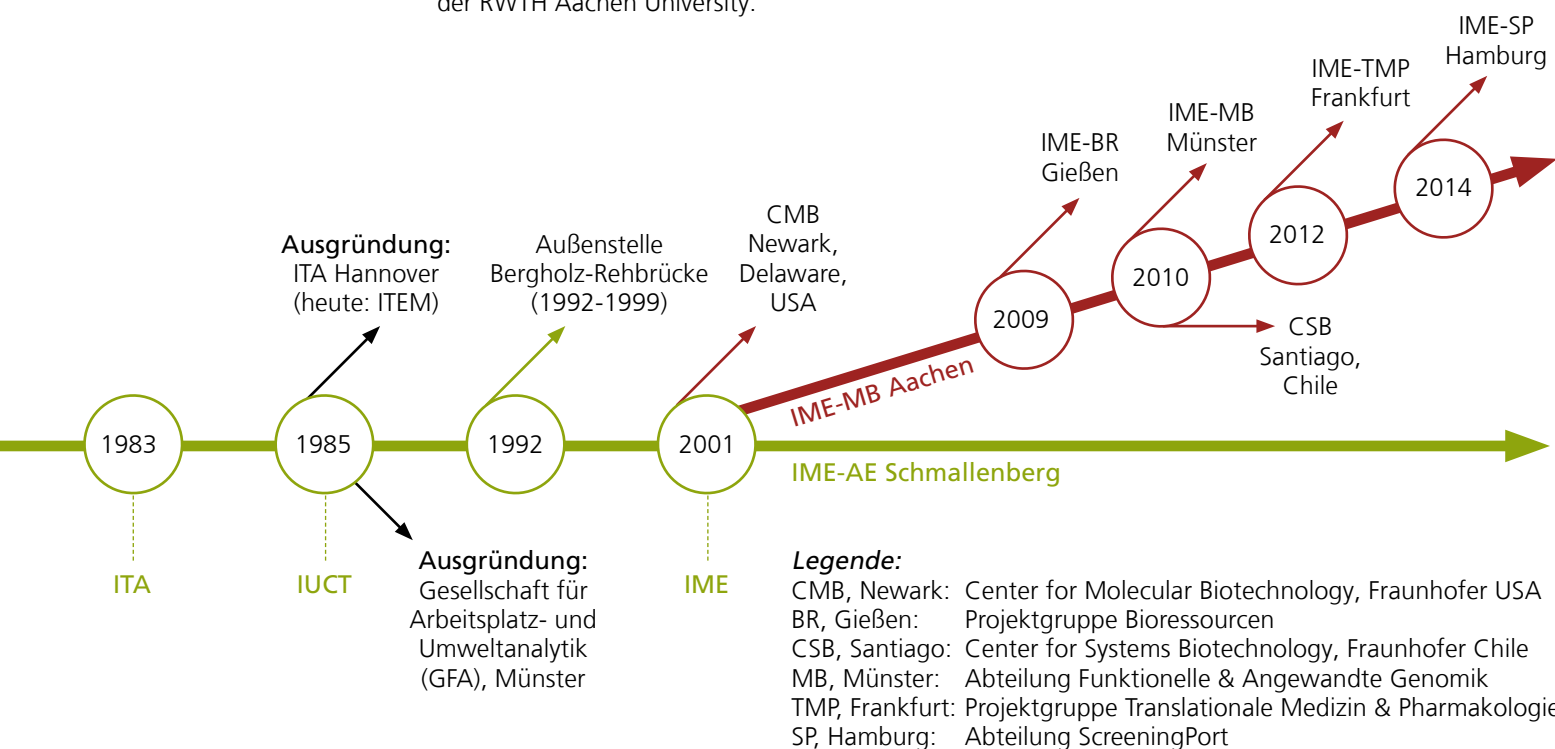 der RWTH Aachen University.
IME-SP
Hamburg
IME-TMP
Frankfurt
IME-MB
Münster
IME-BR
Gießen
CMB
Newark,
Delaware,
USA
Ausgründung:
ITA Hannover
(heute: ITEM)
Außenstelle
Bergholz-Rehbrücke
(1992-1999)
2014
2012
2010
2009
CSB
Santiago,
Chile
IME-MB Aachen
1983
1985
1992
2001
IME-AE Schmallenberg
ITA
IUCT
IME
Ausgründung:
Gesellschaft für
Arbeitsplatz- und
Umweltanalytik
(GFA), Münster
Legende:
CMB, Newark: Center for Molecular Biotechnology, Fraunhofer USA
BR, Gießen: Projektgruppe Bioressourcen
CSB, Santiago: Center for Systems Biotechnology, Fraunhofer Chile
MB, Münster: Abteilung Funktionelle & Angewandte Genomik
TMP, Frankfurt: Projektgruppe Translationale Medizin & Pharmakologie
SP, Hamburg: Abteilung ScreeningPort